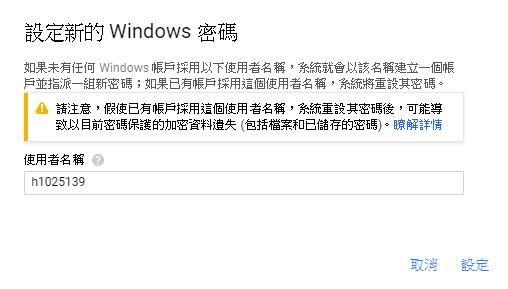 設定新的 Windows 密碼
如果未有任何 Windows 帳戶採用以下使用者名稱，系統就會以該名稱建立一個帳
戶並指派一組新密碼；如果已有帳戶採用這個使用者名稱，系統將重設其密碼。
請注意，假使已有帳戶採用這個使用者名稱，系統重設其密碼後，可能導
致以目前密碼保護的加密資料遺失 (包括檔案和已儲存的密碼)。瞭解詳情
使用者名稱 ?
h1025139
取消 設定